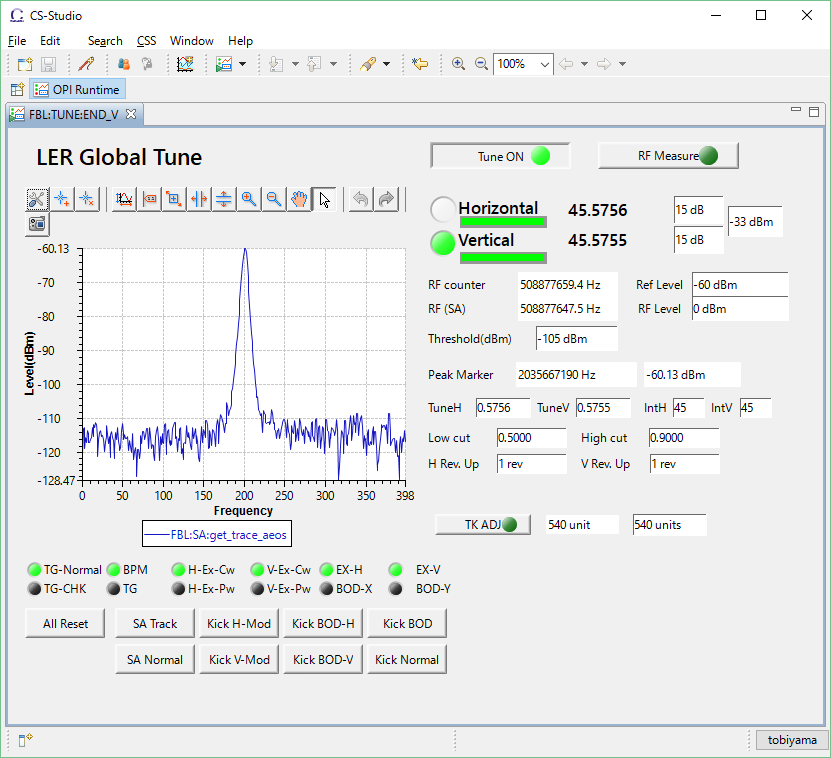 CS-Studio
File Edit Search CSS Window Help
100%
OPI Runtime
FBL:TUNE:END_V
LER Global Tune
Tune ON
RF Measure
Horizontal 45.5756 15 dB
-33 dBm
Vertical 45.5755 15 dB
RF counter 508877659.4 Hz Ref Level -60 dBm
RF (SA) 508877647.5 Hz RF Level 0 dBm
Threshold(dBm) -105 dBm
Peak Marker 2035667190 Hz -60.13 dBm
TuneH 0.5756 TuneV 0.5755 IntH 45 IntV 45
Low cut 0.5000 High cut 0.9000
H Rev. Up 1 rev V Rev. Up 1 rev
TK ADJ 540 unit 540 units
-60.13
-70
-80
-90
-100
-110
-120
-128.47
Level(dBm)
0 50 100 150 200 250 300 350 398
Frequency
FBL:SA:get_trace_aeos
TG-Normal BPM H-Ex-Cw V-Ex-Cw EX-H EX-V
TG-CHK TG H-Ex-Pw V-Ex-Pw BOD-X BOD-Y
All Reset SA Track Kick H-Mod Kick BOD-H Kick BOD
SA Normal Kick V-Mod Kick BOD-V Kick Normal
tobiyama